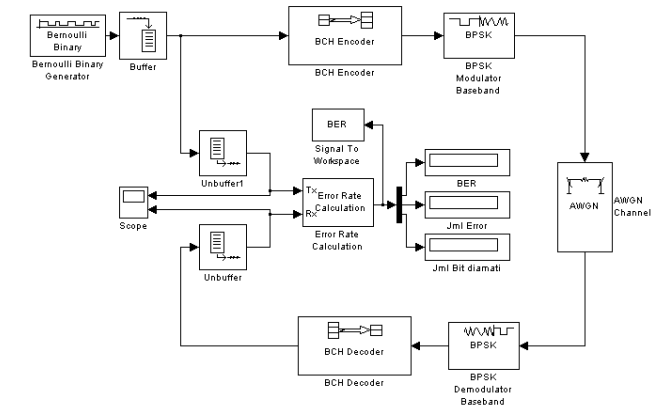 Bernoulli
Binary
Bernoulli Binary
Generator
Buffer
BCH Encoder
BCH Encoder
BPSK
BPSK
Modulator
Baseband
BER
Signal To
Workspace
Unbuffer1
Scope
Tx
Rx
Error Rate
Calculation
Error Rate
Calculation
BER
Jml Error
Jml Bit diamati
AWGN
AWGN
Channel
Unbuffer
BCH Decoder
BCH Decoder
BPSK
BPSK
Demodulator
Baseband